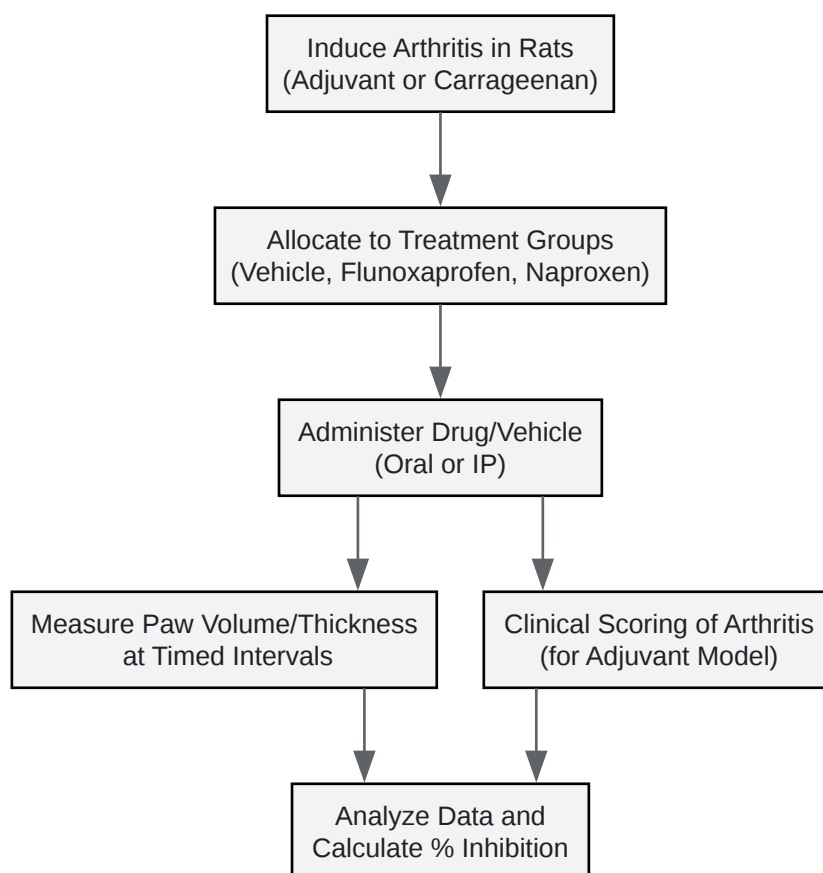 Induce Arthritis in Rats
(Adjuvant or Carrageenan)
Allocate to Treatment Groups
(Vehicle, Flunoxaprofen, Naproxen)
Administer Drug/Vehicle
(Oral or IP)
Measure Paw Volume/Thickness
at Timed Intervals
Clinical Scoring of Arthritis
(for Adjuvant Model)
Analyze Data and
Calculate % Inhibition